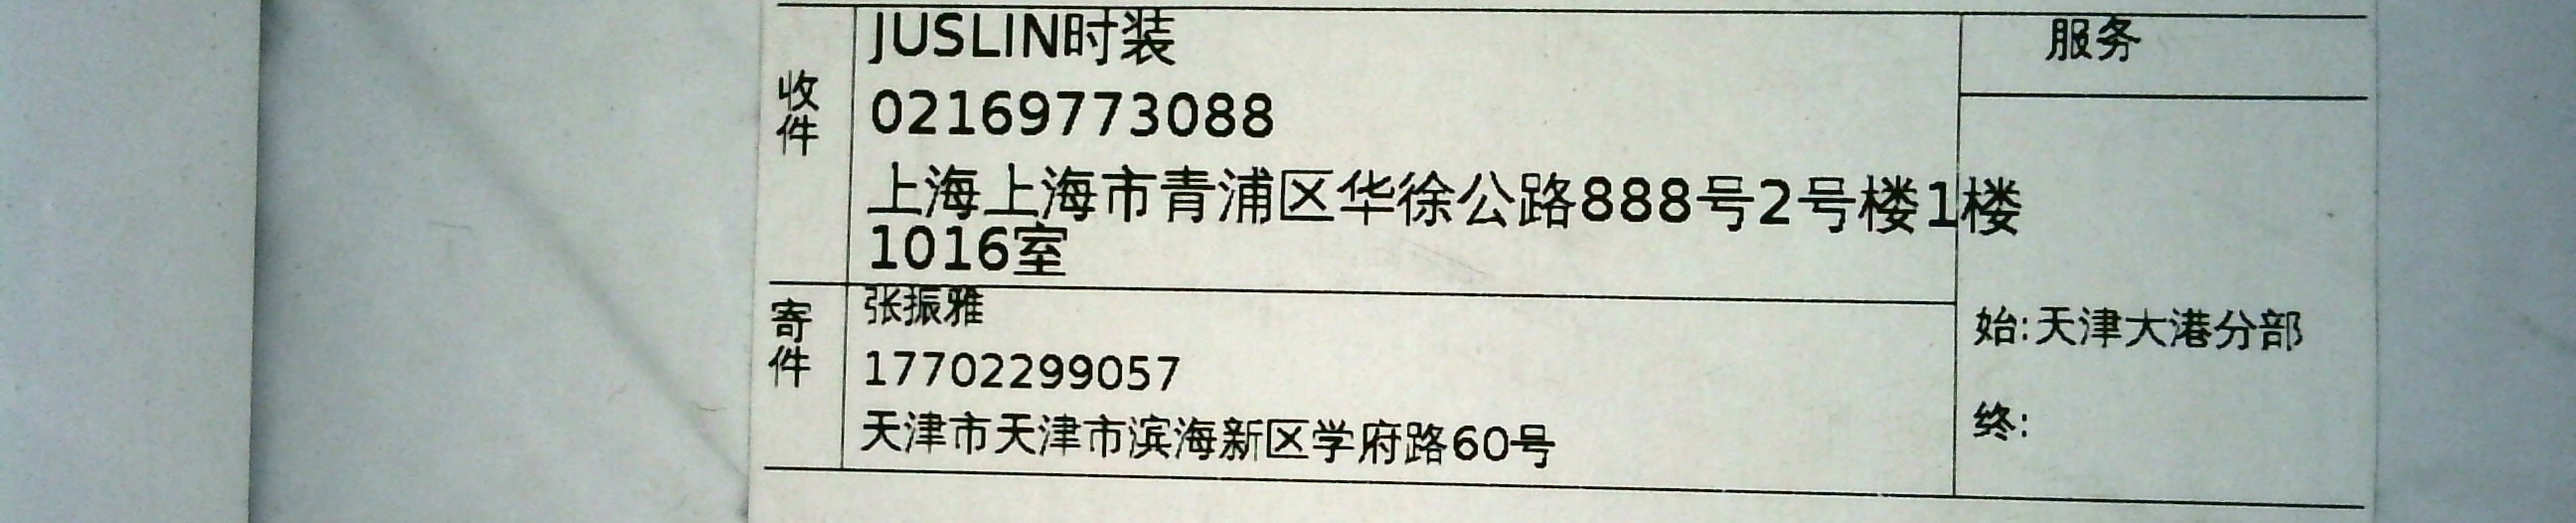 JUSLIN时装
收件
02169773088
上海上海市青浦区华徐公路888号2号楼1楼
1016室
寄件
张振雅
17702299057
天津市天津市滨海新区学府路60号
服务
始:天津大港分部
终: